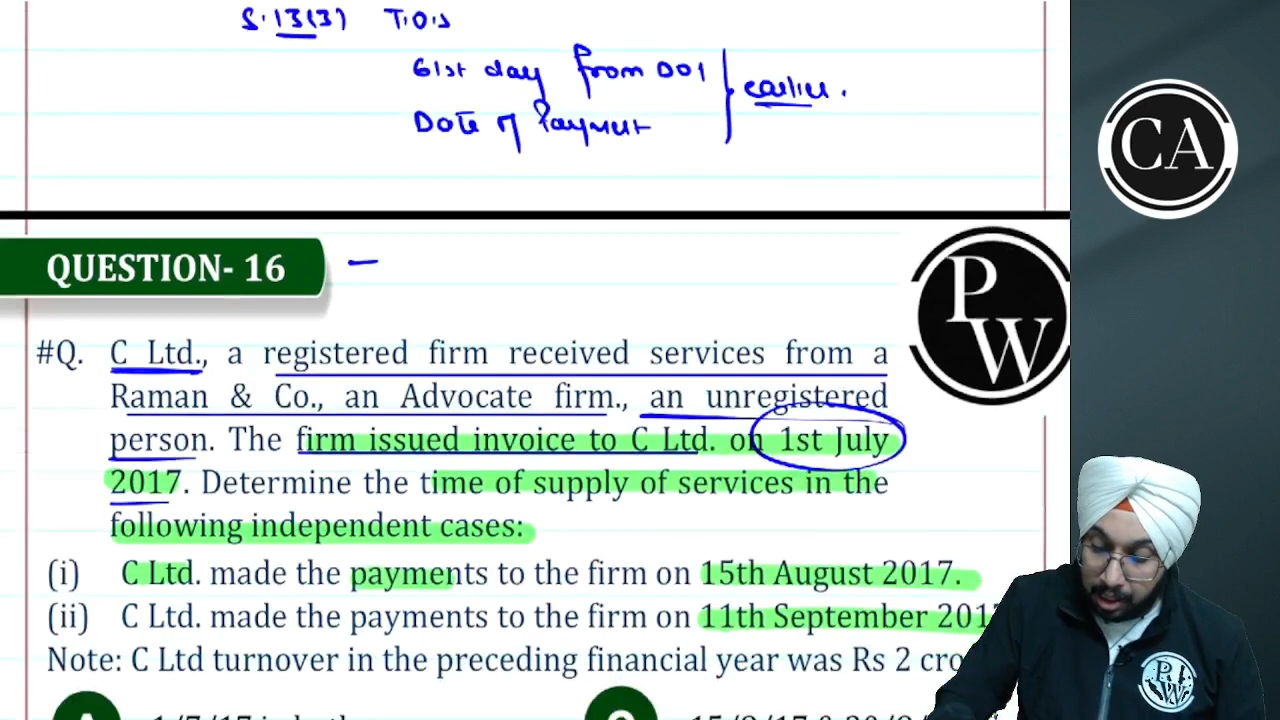 S.13(3) T.O.S
61st day from DOI
earlier.
Date of Payment
CA
QUESTION- 16
PW
#Q. C Ltd., a registered firm received services from a
Raman & Co., an Advocate firm., an unregistered
person. The firm issued invoice to C Ltd. on 1st July
2017. Determine the time of supply of services in the
following independent cases:
(i) C Ltd. made the payments to the firm on 15th August 2017.
(ii) C Ltd. made the payments to the firm on 11th September 2017
Note: C Ltd turnover in the preceding financial year was Rs 2 cro
PW
A
C